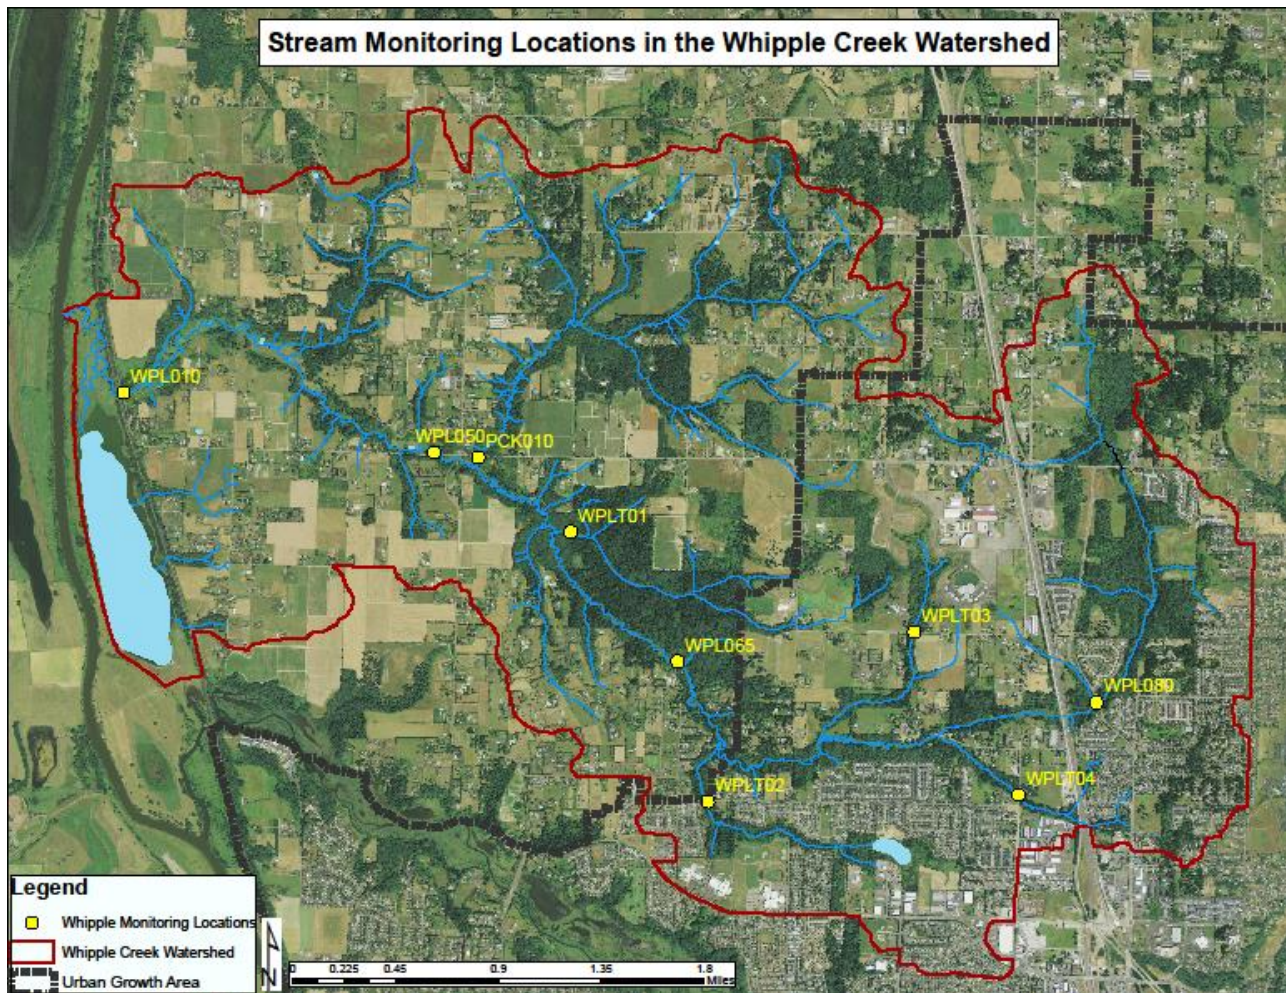 Stream Monitoring Locations in the Whipple Creek Watershed
WPL010
WPL050
PCK010
WPLT01
WPLT03
WPL065
WPL080
WPLT02
WPLT04
Legend
Whipple Monitoring Locations
Whipple Creek Watershed
Urban Growth Area
N
0 0.225 0.45 0.9 1.35 1.8
Miles